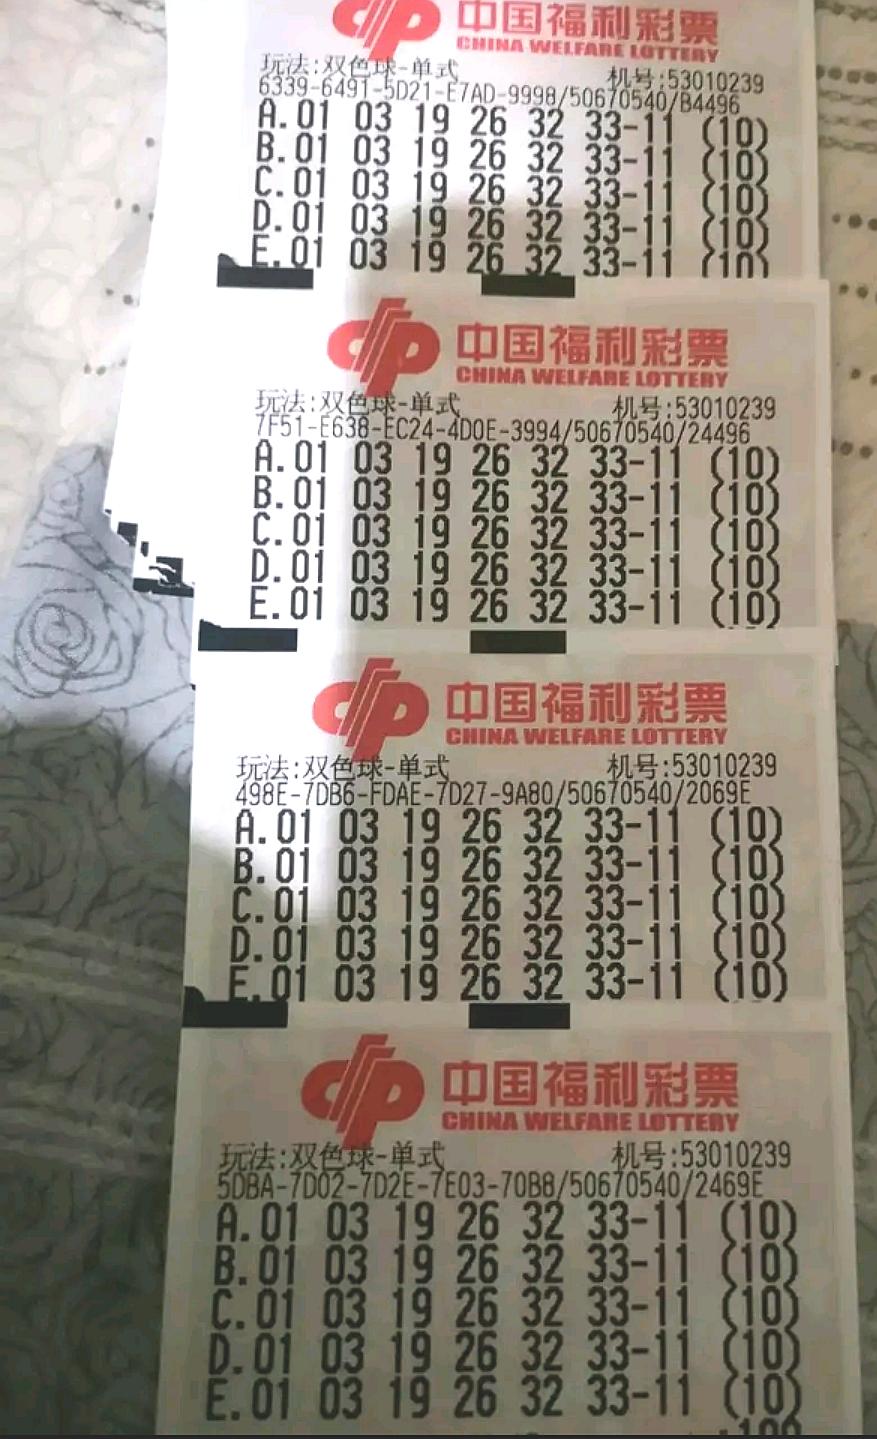 中国福利彩票
CHINA WELFARE LOTTERY
玩法:双色球-单式 机号:53010239
6339-6491-5D21-E7AD-9998/50670540/B4496
A.01 03 19 26 32 33-11 (10)
B.01 03 19 26 32 33-11 (10)
C.01 03 19 26 32 33-11 (10)
D.01 03 19 26 32 33-11 (10)
E.01 03 19 26 32 33-11 (10)
中国福利彩票
CHINA WELFARE LOTTERY
玩法:双色球-单式 机号:53010239
7F51-E638-EC24-4D0E-3994/50670540/24496
A.01 03 19 26 32 33-11 (10)
B.01 03 19 26 32 33-11 (10)
C.01 03 19 26 32 33-11 (10)
D.01 03 19 26 32 33-11 (10)
E.01 03 19 26 32 33-11 (10)
中国福利彩票
CHINA WELFARE LOTTERY
玩法:双色球-单式 机号:53010239
498E-7DB6-FDAE-7D27-9A80/50670540/2069E
A.01 03 19 26 32 33-11 (10)
B.01 03 19 26 32 33-11 (10)
C.01 03 19 26 32 33-11 (10)
D.01 03 19 26 32 33-11 (10)
E.01 03 19 26 32 33-11 (10)
中国福利彩票
CHINA WELFARE LOTTERY
玩法:双色球-单式 机号:53010239
5DBA-7D02-7D2E-7E03-70B8/50670540/2469E
A.01 03 19 26 32 33-11 (10)
B.01 03 19 26 32 33-11 (10)
C.01 03 19 26 32 33-11 (10)
D.01 03 19 26 32 33-11 (10)
E.01 03 19 26 32 33-11 (10)